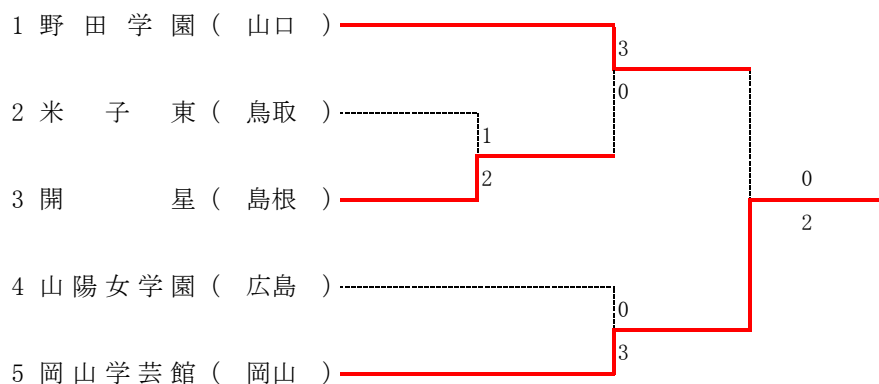 1 野田学園 ( 山口 )
3
0
2 米子東 ( 鳥取 )
1
2
3 開星 ( 島根 )
0
2
4 山陽女学園 ( 広島 )
0
3
5 岡山学芸館 ( 岡山 )